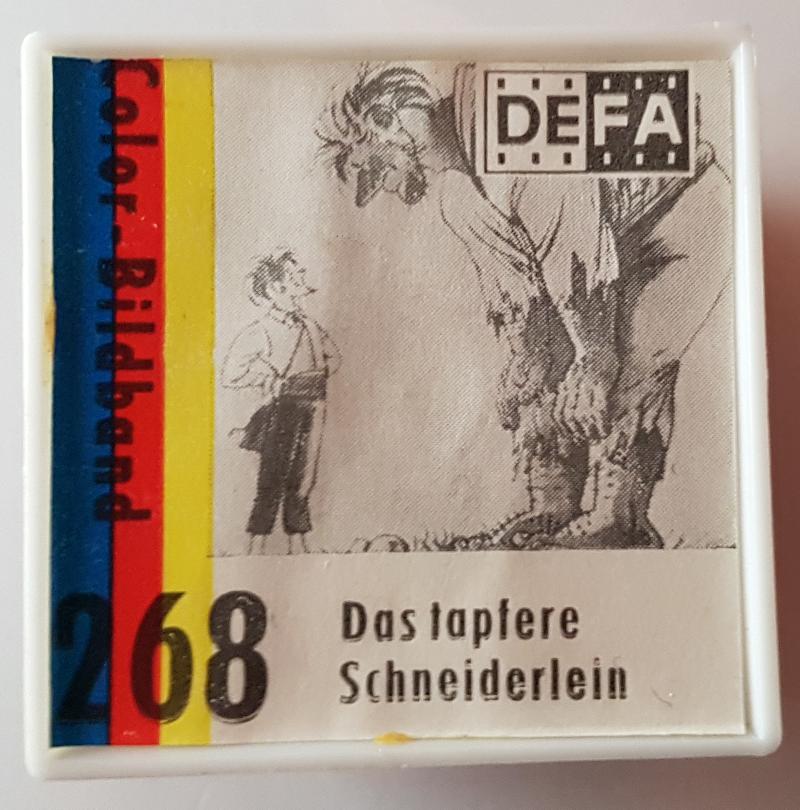 DEFA
Color-Bildband
268
Das tapfere
Schneiderlein